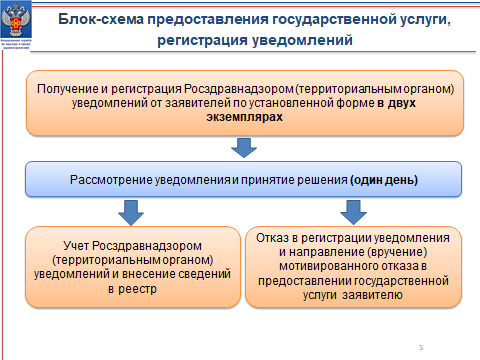 Блок-схема предоставления государственной услуги,
регистрация уведомлений
Получение и регистрация Росздравнадзором (территориальным органом)
уведомлений от заявителей по установленной форме в двух
экземплярах
Рассмотрение уведомления и принятие решения (один день)
Учет Росздравнадзором
(территориальным органом)
уведомлений и внесение сведений
в реестр
Отказ в регистрации уведомления
и направление (вручение)
мотивированного отказа в
предоставлении государственной
услуги заявителю
5